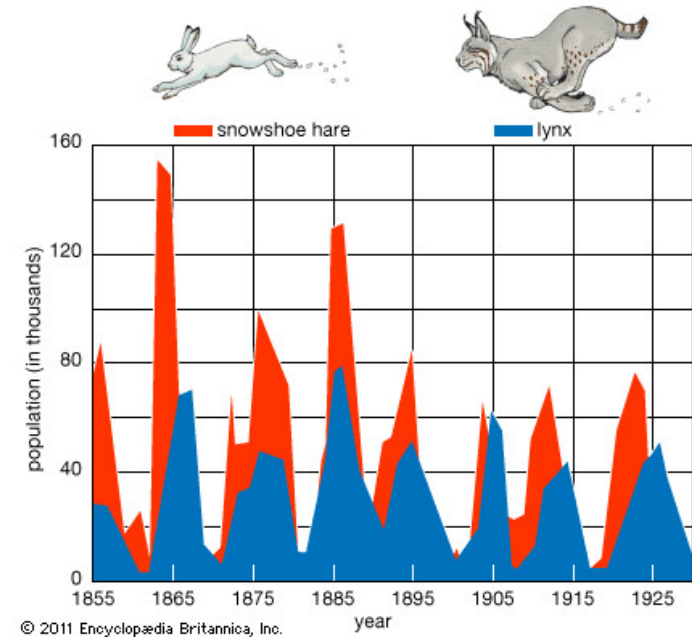 snowshoe hare lynx
160
120
80
40
0
population (in thousands)
1855 1865 1875 1885 1895 1905 1915 1925
year
© 2011 Encyclopædia Britannica, Inc.